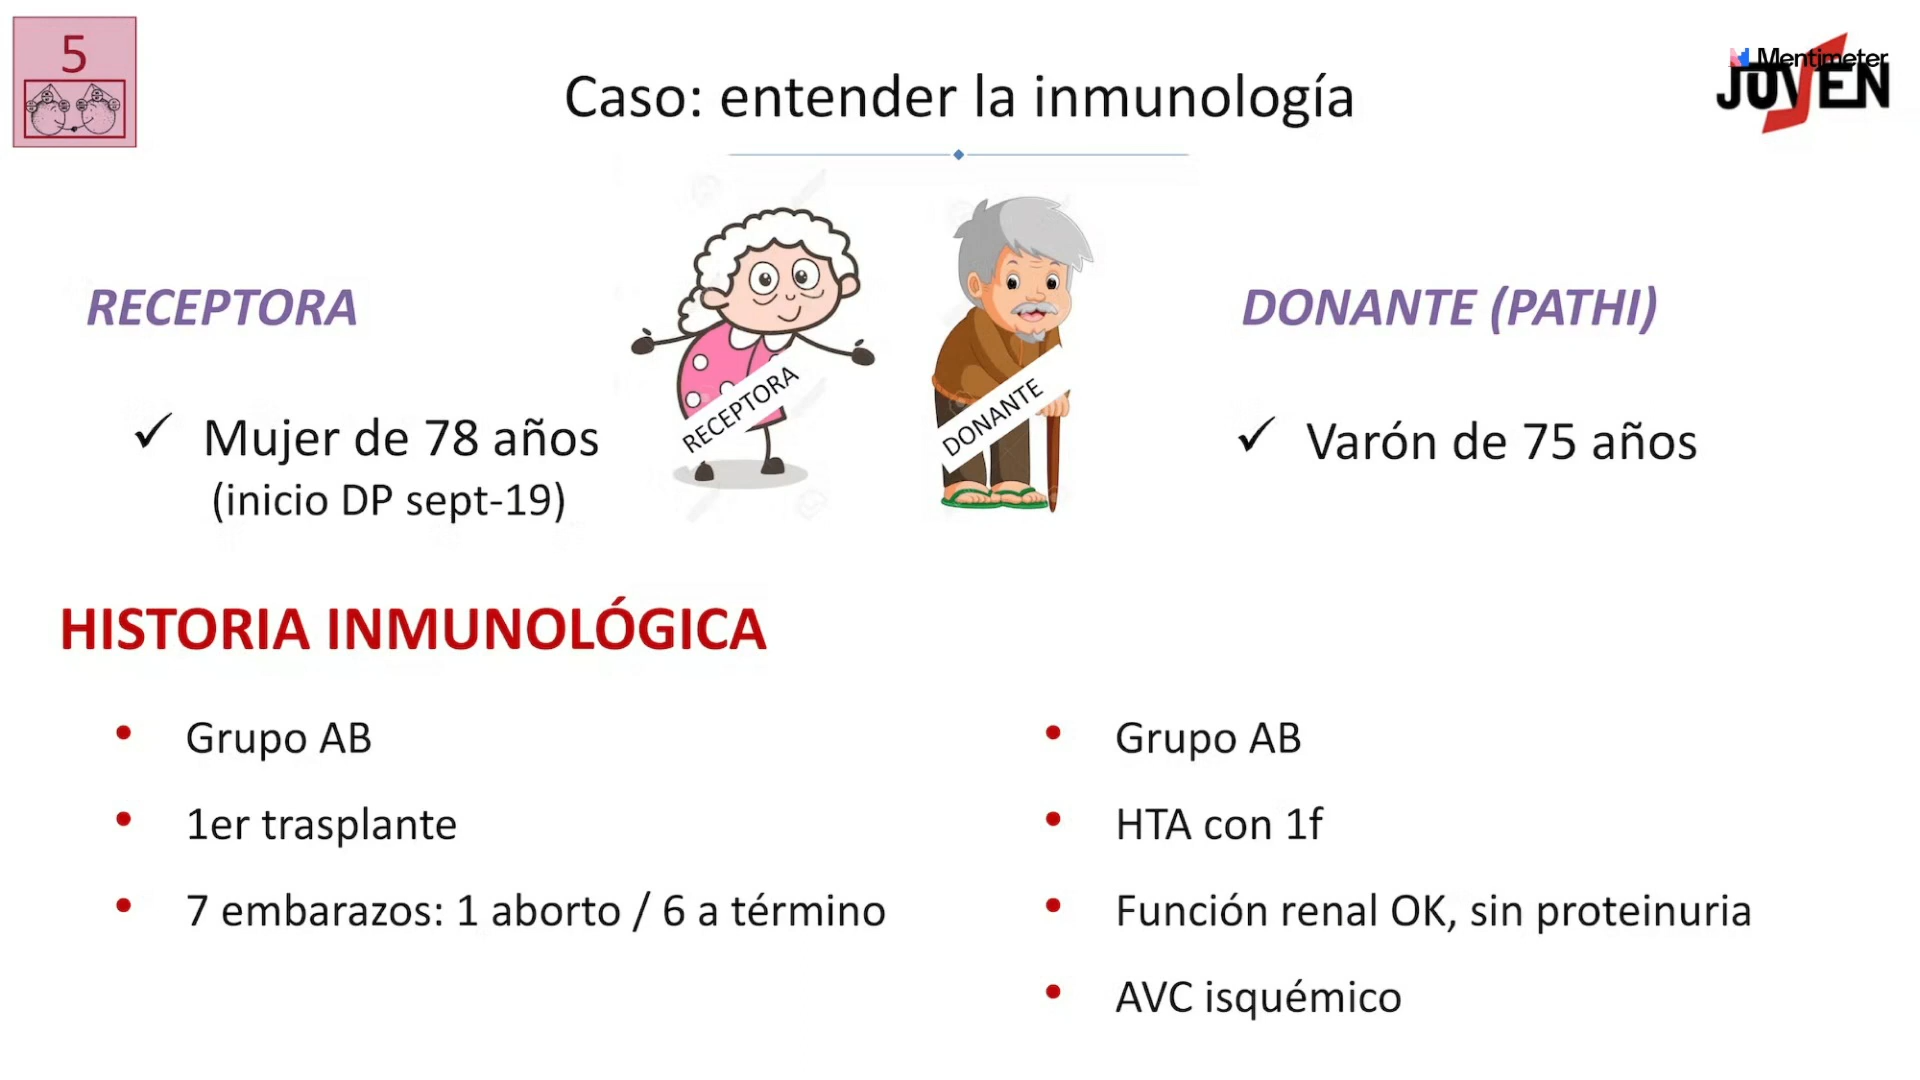 5
Mentimeter
JOVEN
Caso: entender la inmunología
RECEPTORA
DONANTE (PATHI)
RECEPTORA
DONANTE
✓ Mujer de 78 años
(inicio DP sept-19)
✓ Varón de 75 años
HISTORIA INMUNOLÓGICA
• Grupo AB
• 1er trasplante
• 7 embarazos: 1 aborto / 6 a término
• Grupo AB
• HTA con 1f
• Función renal OK, sin proteinuria
• AVC isquémico